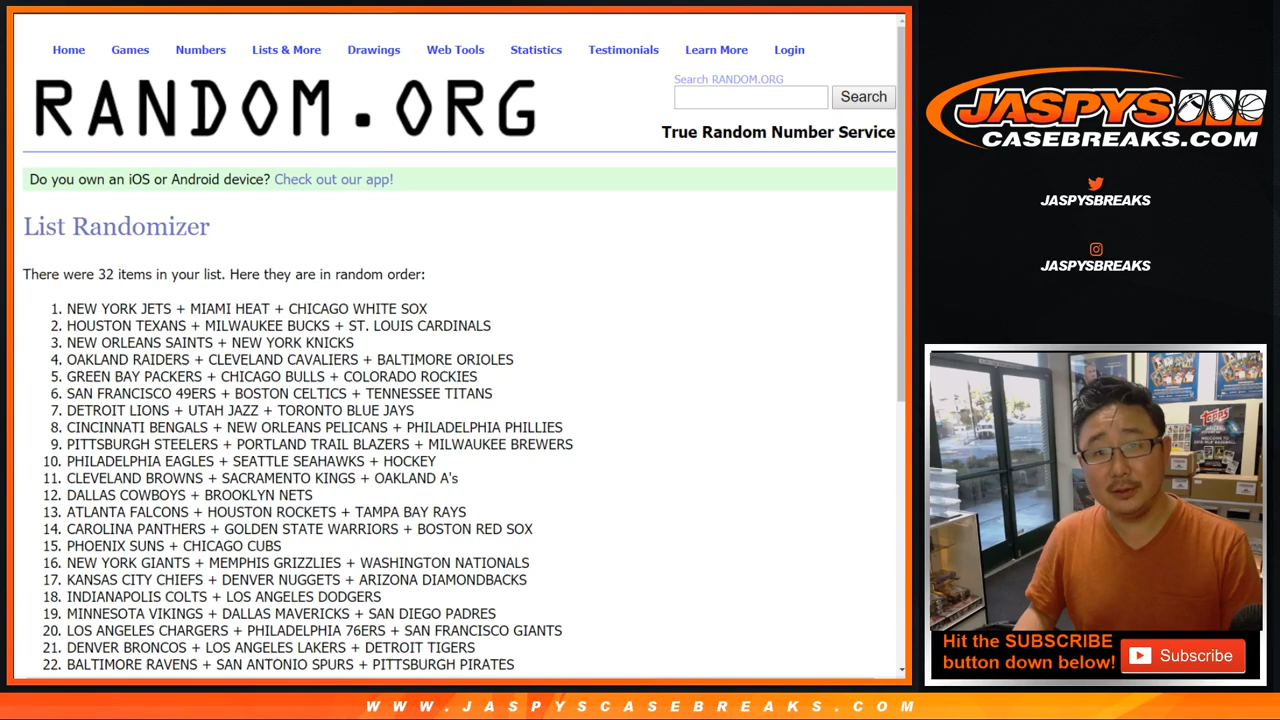 Home Games Numbers Lists & More Drawings Web Tools Statistics Testimonials Learn More Login
RANDOM.ORG
Search RANDOM.ORG
Search
True Random Number Service
Do you own an iOS or Android device? Check out our app!
List Randomizer
There were 32 items in your list. Here they are in random order:
1. NEW YORK JETS + MIAMI HEAT + CHICAGO WHITE SOX
2. HOUSTON TEXANS + MILWAUKEE BUCKS + ST. LOUIS CARDINALS
3. NEW ORLEANS SAINTS + NEW YORK KNICKS
4. OAKLAND RAIDERS + CLEVELAND CAVALIERS + BALTIMORE ORIOLES
5. GREEN BAY PACKERS + CHICAGO BULLS + COLORADO ROCKIES
6. SAN FRANCISCO 49ERS + BOSTON CELTICS + TENNESSEE TITANS
7. DETROIT LIONS + UTAH JAZZ + TORONTO BLUE JAYS
8. CINCINNATI BENGALS + NEW ORLEANS PELICANS + PHILADELPHIA PHILLIES
9. PITTSBURGH STEELERS + PORTLAND TRAIL BLAZERS + MILWAUKEE BREWERS
10. PHILADELPHIA EAGLES + SEATTLE SEAHAWKS + HOCKEY
11. CLEVELAND BROWNS + SACRAMENTO KINGS + OAKLAND A's
12. DALLAS COWBOYS + BROOKLYN NETS
13. ATLANTA FALCONS + HOUSTON ROCKETS + TAMPA BAY RAYS
14. CAROLINA PANTHERS + GOLDEN STATE WARRIORS + BOSTON RED SOX
15. PHOENIX SUNS + CHICAGO CUBS
16. NEW YORK GIANTS + MEMPHIS GRIZZLIES + WASHINGTON NATIONALS
17. KANSAS CITY CHIEFS + DENVER NUGGETS + ARIZONA DIAMONDBACKS
18. INDIANAPOLIS COLTS + LOS ANGELES DODGERS
19. MINNESOTA VIKINGS + DALLAS MAVERICKS + SAN DIEGO PADRES
20. LOS ANGELES CHARGERS + PHILADELPHIA 76ERS + SAN FRANCISCO GIANTS
21. DENVER BRONCOS + LOS ANGELES LAKERS + DETROIT TIGERS
22. BALTIMORE RAVENS + SAN ANTONIO SPURS + PITTSBURGH PIRATES
JASPYS
CASEBREAKS.COM
JASPYSBREAKS
JASPYSBREAKS
TOPPS
Hit the SUBSCRIBE
button down below!
Subscribe
WWW.JASPYSCASEBREAKS.COM